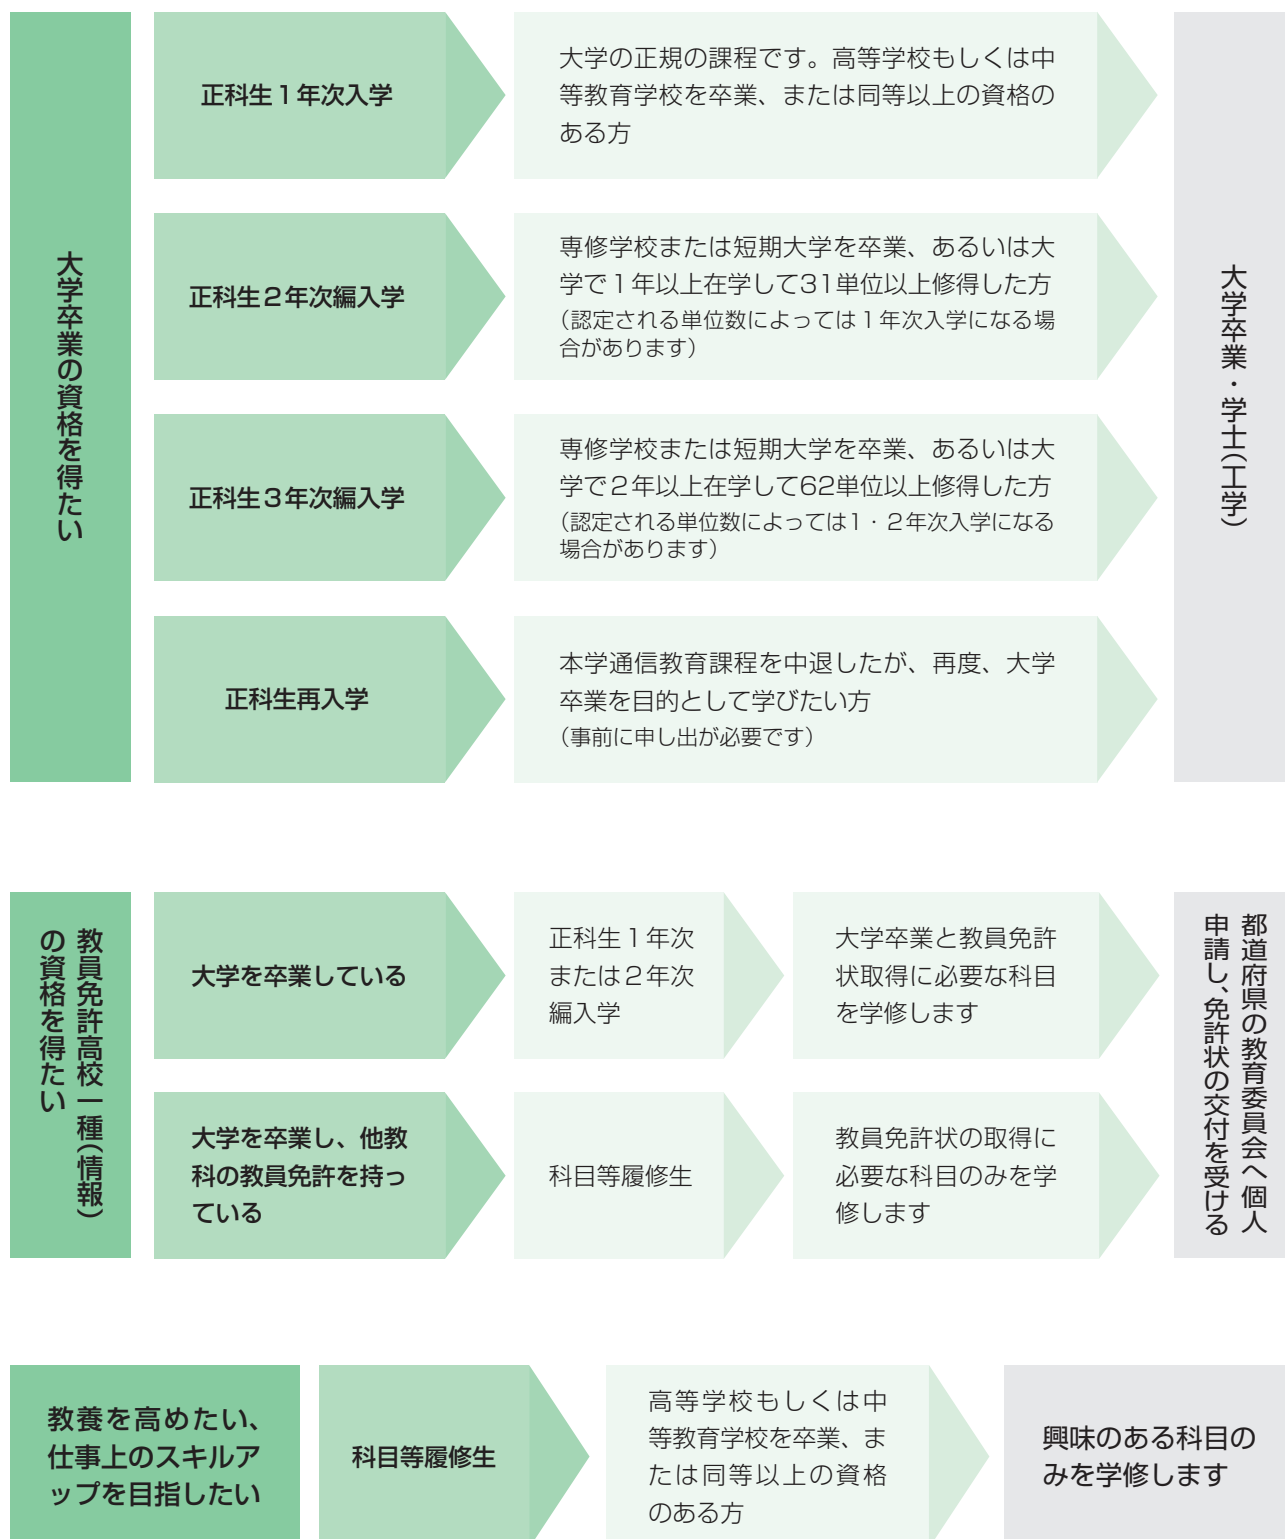 大学卒業の資格を得たい
正科生１年次入学
大学の正規の課程です。高等学校もしくは中
等教育学校を卒業、または同等以上の資格の
ある方
正科生２年次編入学
専修学校または短期大学を卒業、あるいは大
学で１年以上在学して31単位以上修得した方
（認定される単位数によっては１年次入学になる場
合があります）
正科生３年次編入学
専修学校または短期大学を卒業、あるいは大
学で２年以上在学して62単位以上修得した方
（認定される単位数によっては1・２年次入学になる
場合があります）
正科生再入学
本学通信教育課程を中退したが、再度、大学
卒業を目的として学びたい方
（事前に申し出が必要です）
大学卒業・学士（工学）
教員免許高校一種（情報）
の資格を得たい
大学を卒業している
正科生１年次
または２年次
編入学
大学卒業と教員免許
状取得に必要な科目
を学修します
大学を卒業し、他教
科の教員免許を持っ
ている
科目等履修生
教員免許状の取得に
必要な科目のみを学
修します
都道府県の教育委員会へ個人
申請し、免許状の交付を受ける
教養を高めたい、
仕事上のスキルア
ップを目指したい
科目等履修生
高等学校もしくは中
等教育学校を卒業、ま
たは同等以上の資格
のある方
興味のある科目の
みを学修します